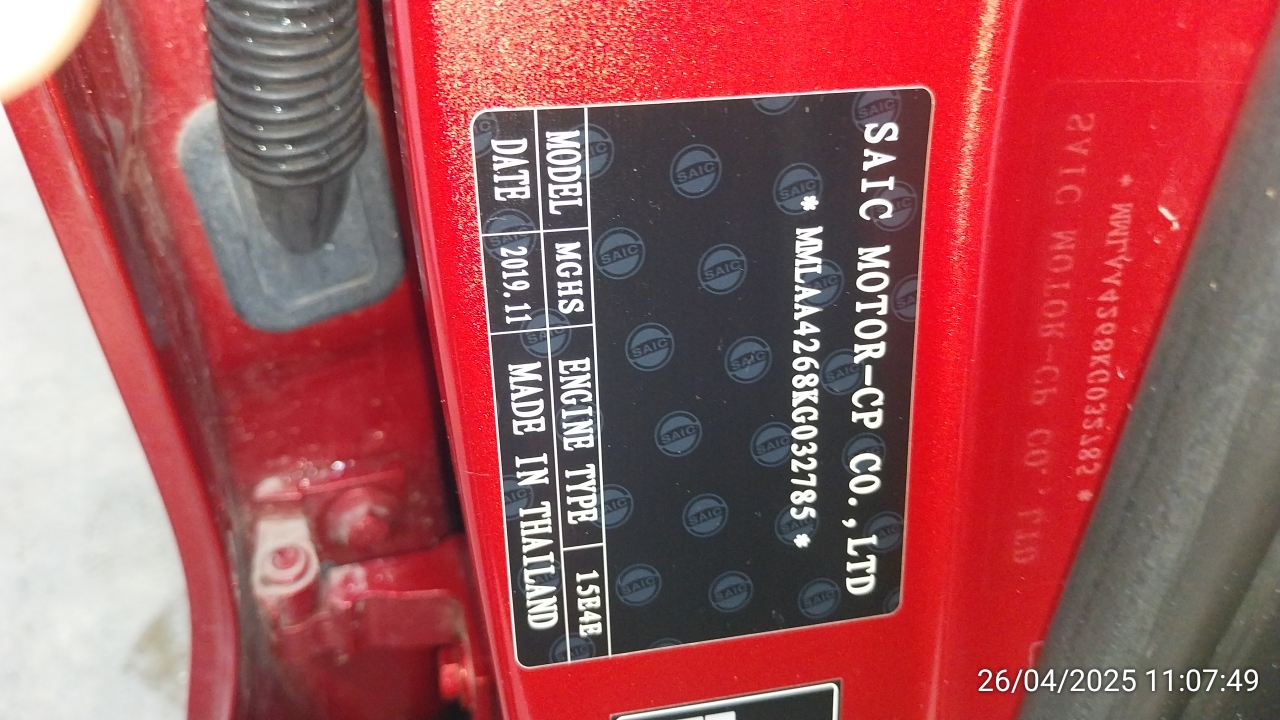 SAIC MOTOR-CP CO.,LTD
* MMLAA4268KG032785 *
MODEL MGHS ENGINE TYPE 15E4E
DATE 2019.11 MADE IN THAILAND
26/04/2025 11:07:49